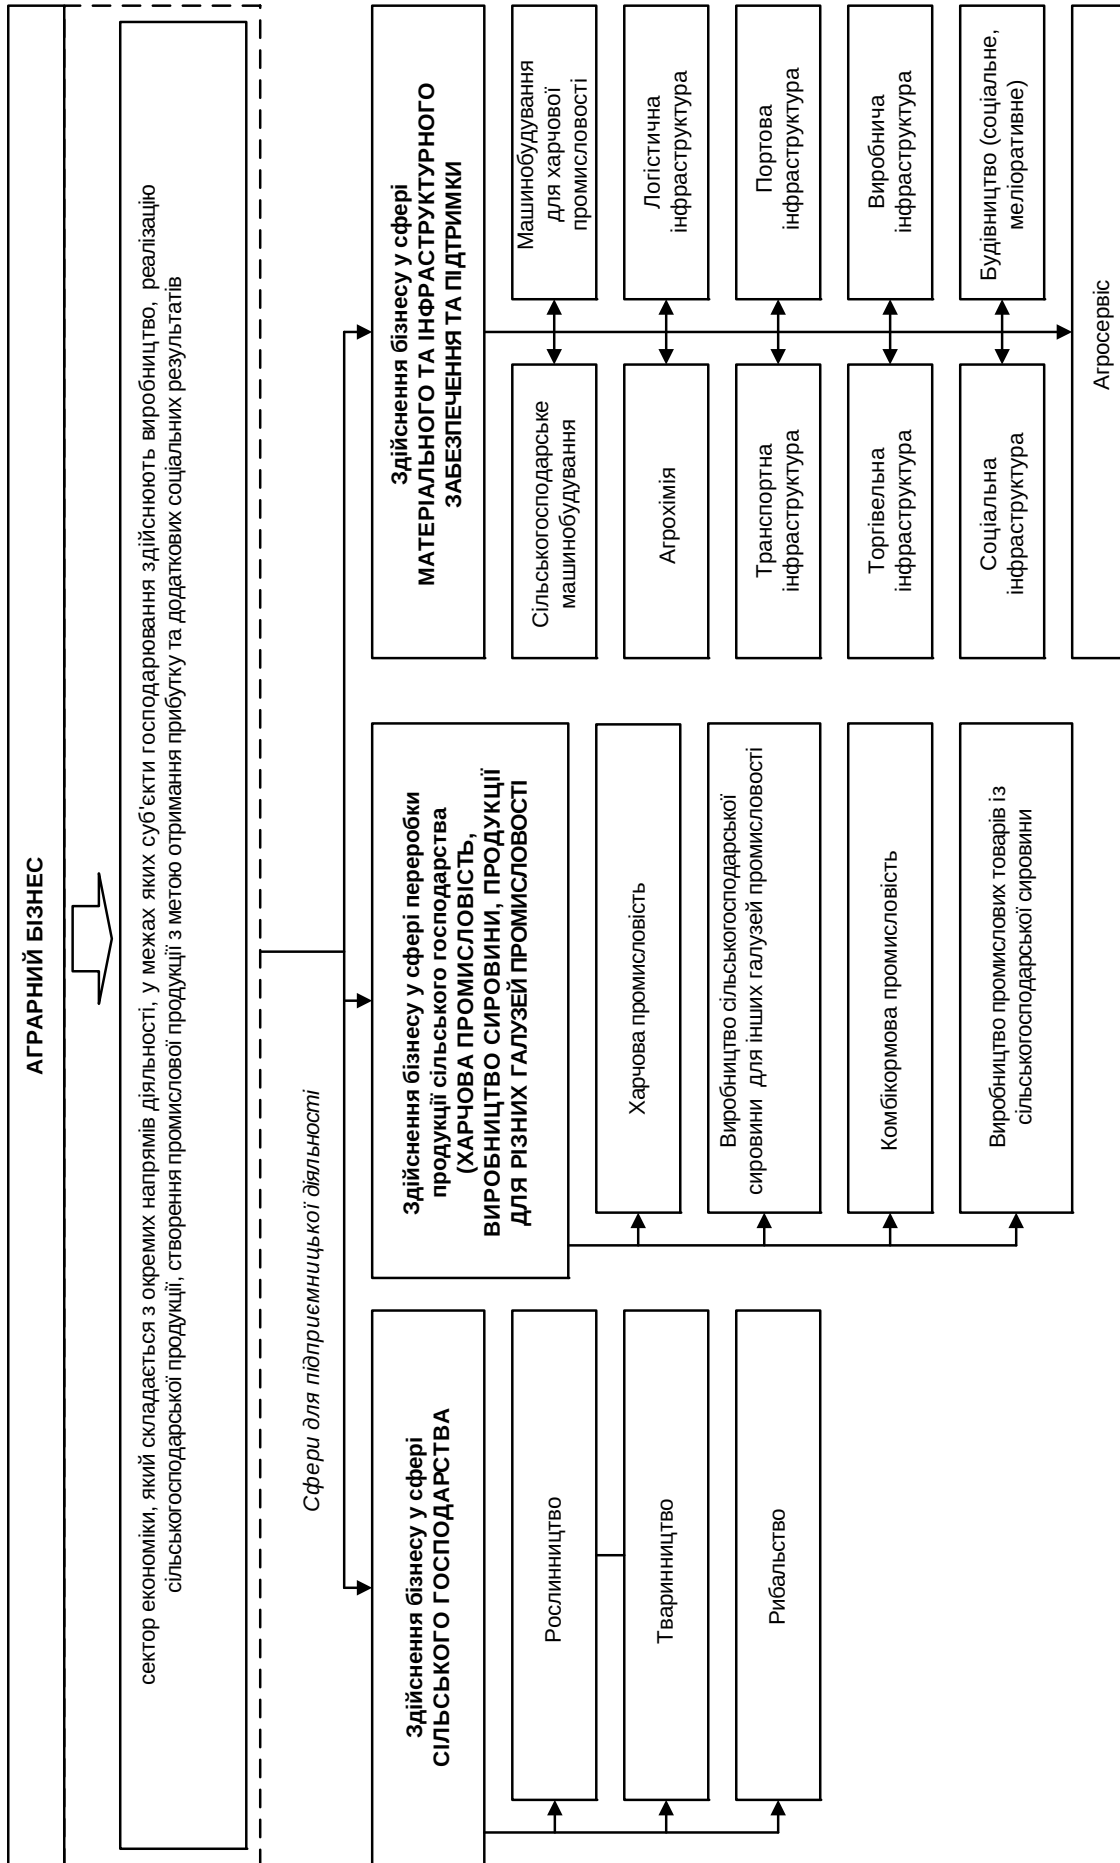 АГРАРНИЙ БІЗНЕС
сектор економіки, який складається з окремих напрямів діяльності, у межах яких суб'єкти господарювання здійснюють виробництво, реалізацію
сільськогосподарської продукції, створення промислової продукції з метою отримання прибутку та додаткових соціальних результатів
Сфери для підприємницької діяльності
Здійснення бізнесу у сфері
СІЛЬСЬКОГО ГОСПОДАРСТВА
Рослинництво
Тваринництво
Рибальство
Здійснення бізнесу у сфері переробки
продукції сільського господарства
(ХАРЧОВА ПРОМИСЛОВІСТЬ,
ВИРОБНИЦТВО СИРОВИНИ, ПРОДУКЦІЇ
ДЛЯ РІЗНИХ ГАЛУЗЕЙ ПРОМИСЛОВОСТІ
Харчова промисловість
Виробництво сільськогосподарської
сировини для інших галузей промисловості
Комбікормова промисловість
Виробництво промислових товарів із
сільськогосподарської сировини
Здійснення бізнесу у сфері
МАТЕРІАЛЬНОГО ТА ІНФРАСТРУКТУРНОГО
ЗАБЕЗПЕЧЕННЯ ТА ПІДТРИМКИ
Сільськогосподарське
машинобудування
Машинобудування
для харчової
промисловості
Агрохімія
Логістична
інфраструктура
Транспортна
інфраструктура
Портова
інфраструктура
Торгівельна
інфраструктура
Виробнича
інфраструктура
Соціальна
інфраструктура
Будівництво (соціальне,
меліоративне)
Агросервіс